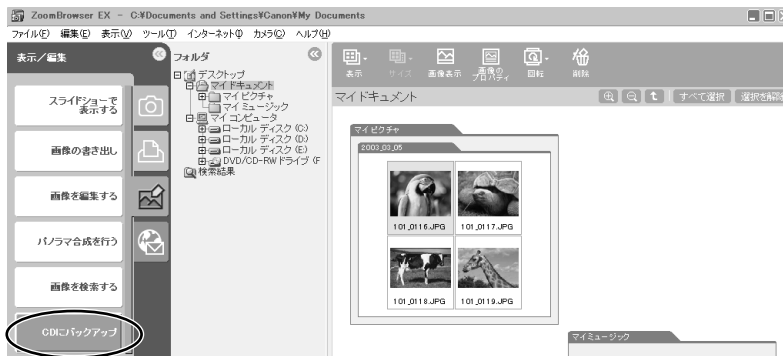 ZoomBrowser EX - C:¥Documents and Settings¥Canon¥My Documents
ファイル(F) 編集(E) 表示(V) ツール(T) インターネット(I) カメラ(C) ヘルプ(H)
表示／編集
スライドショーで
表示する
画像の書き出し
画像を編集する
パノラマ合成を行う
画像を検索する
CDにバックアップ
フォルダ
デスクトップ
マイ ドキュメント
マイ ピクチャ
マイ ミュージック
マイ コンピュータ
ローカル ディスク (C:)
ローカル ディスク (D:)
ローカル ディスク (E:)
DVD/CD-RW ドライブ (F
検索結果
表示 サイズ 画像表示 画像の プロパティ 回転 削除
マイドキュメント
すべて選択 選択を解除
マイ ピクチャ
2003_03_05
101_0116.JPG 101_0117.JPG
101_0118.JPG 101_0119.JPG
マイ ミュージック